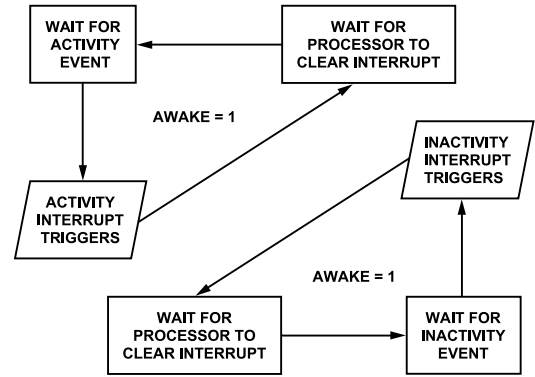 WAIT FOR
ACTIVITY
EVENT
WAIT FOR
PROCESSOR TO
CLEAR INTERRUPT
AWAKE = 1
ACTIVITY
INTERRUPT
TRIGGERS
INACTIVITY
INTERRUPT
TRIGGERS
AWAKE = 1
WAIT FOR
PROCESSOR TO
CLEAR INTERRUPT
WAIT FOR
INACTIVITY
EVENT